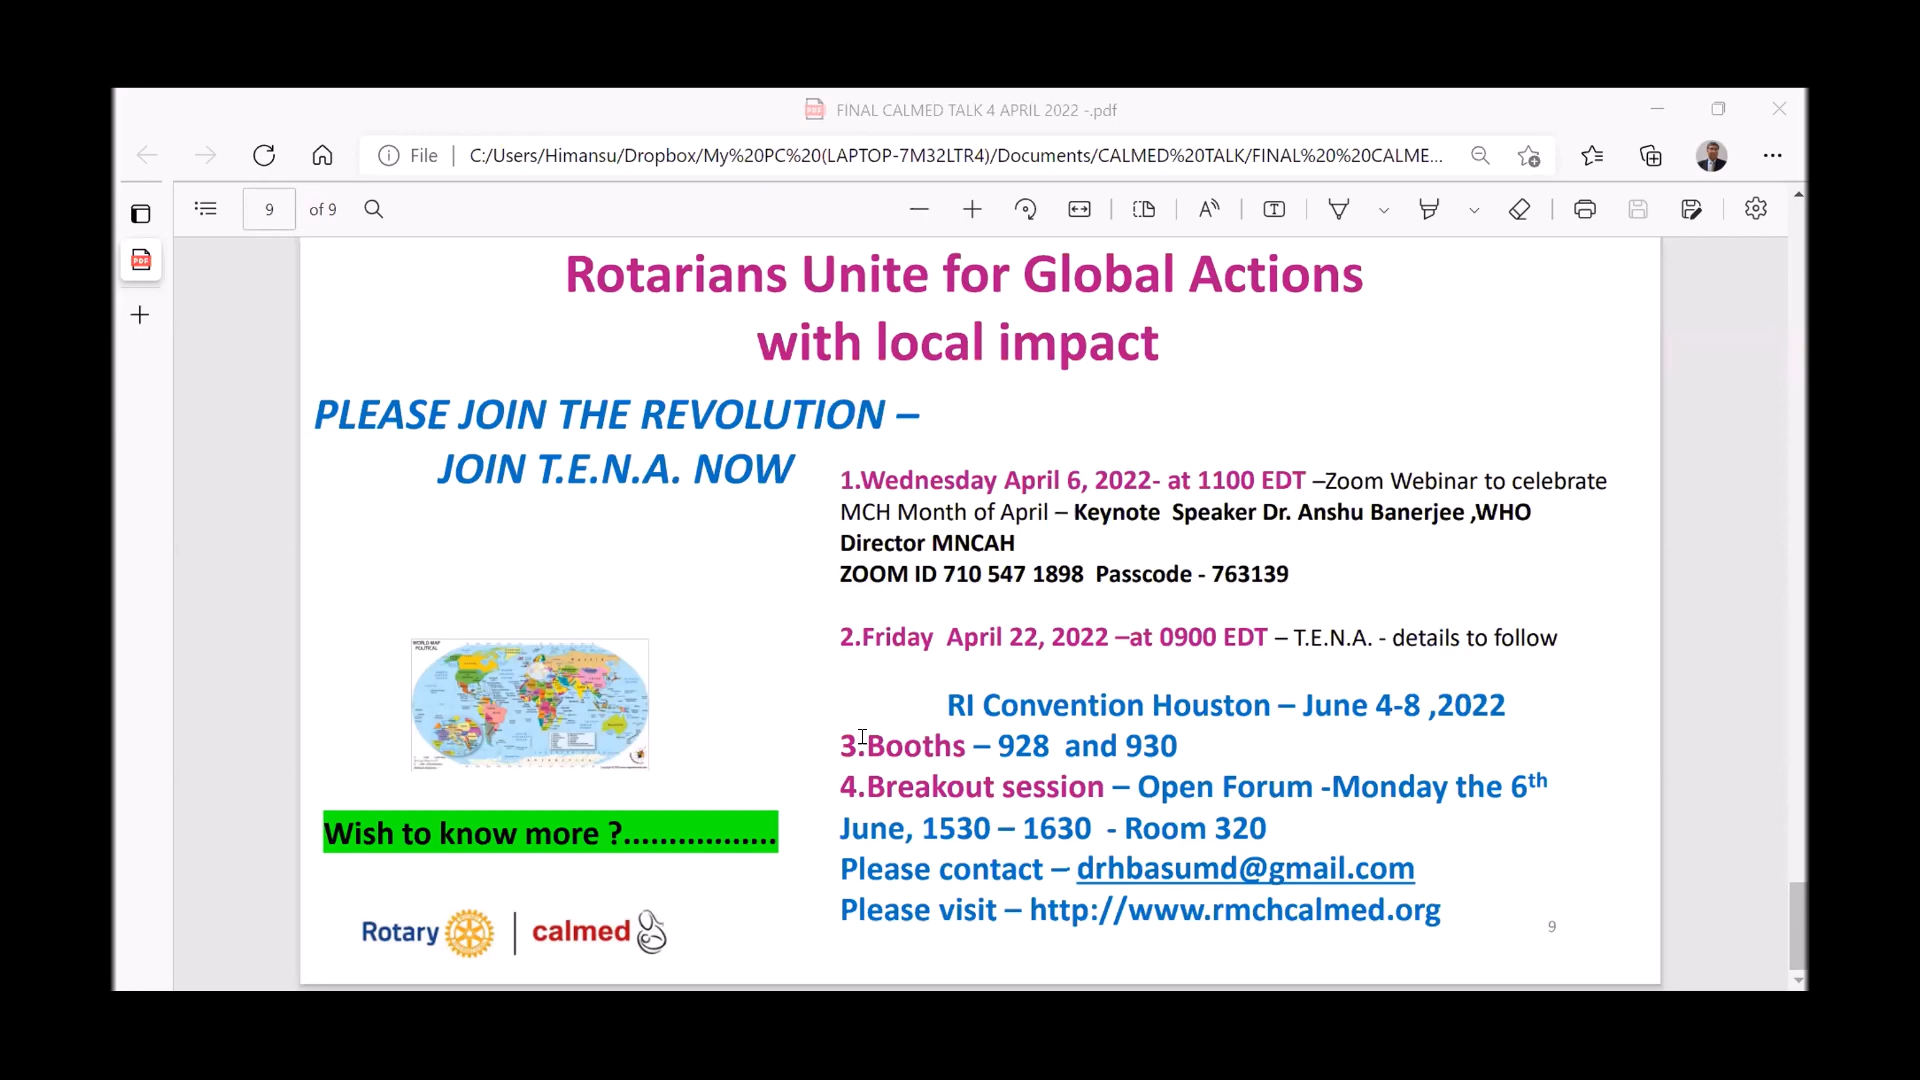 FINAL CALMED TALK 4 APRIL 2022 -.pdf
File
C:/Users/Himansu/Dropbox/My%20PC%20(LAPTOP-7M32LTR4)/Documents/CALMED%20TALK/FINAL%20%20CALME...
9 of 9
Rotarians Unite for Global Actions
with local impact
PLEASE JOIN THE REVOLUTION –
JOIN T.E.N.A. NOW
1.Wednesday April 6, 2022- at 1100 EDT –Zoom Webinar to celebrate
MCH Month of April – Keynote Speaker Dr. Anshu Banerjee ,WHO
Director MNCAH
ZOOM ID 710 547 1898 Passcode - 763139
2.Friday April 22, 2022 –at 0900 EDT – T.E.N.A. - details to follow
WORLD MAP
POLITICAL
RI Convention Houston – June 4-8 ,2022
3.Booths – 928 and 930
4.Breakout session – Open Forum -Monday the 6th
June, 1530 – 1630 - Room 320
Wish to know more ?.................
Please contact – drhbasumd@gmail.com
Please visit – http://www.rmchcalmed.org
Rotary | calmed
9